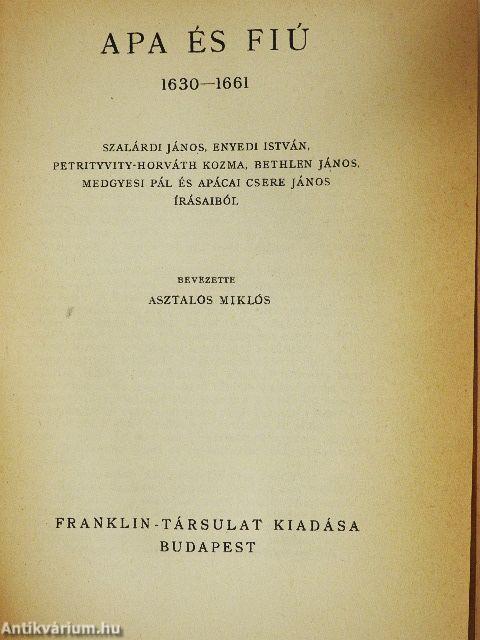 APA ÉS FIÚ
1630—1661
SZALÁRDI JÁNOS, ENYEDI ISTVÁN,
PETRITYVITY-HORVÁTH KOZMA, BETHLEN JÁNOS,
MEDGYESI PÁL ÉS APÁCAI CSERE JÁNOS
ÍRÁSAIBÓL
BEVEZETTE
ASZTALOS MIKLÓS
FRANKLIN-TÁRSULAT KIADÁSA
BUDAPEST
Antikvárium.hu